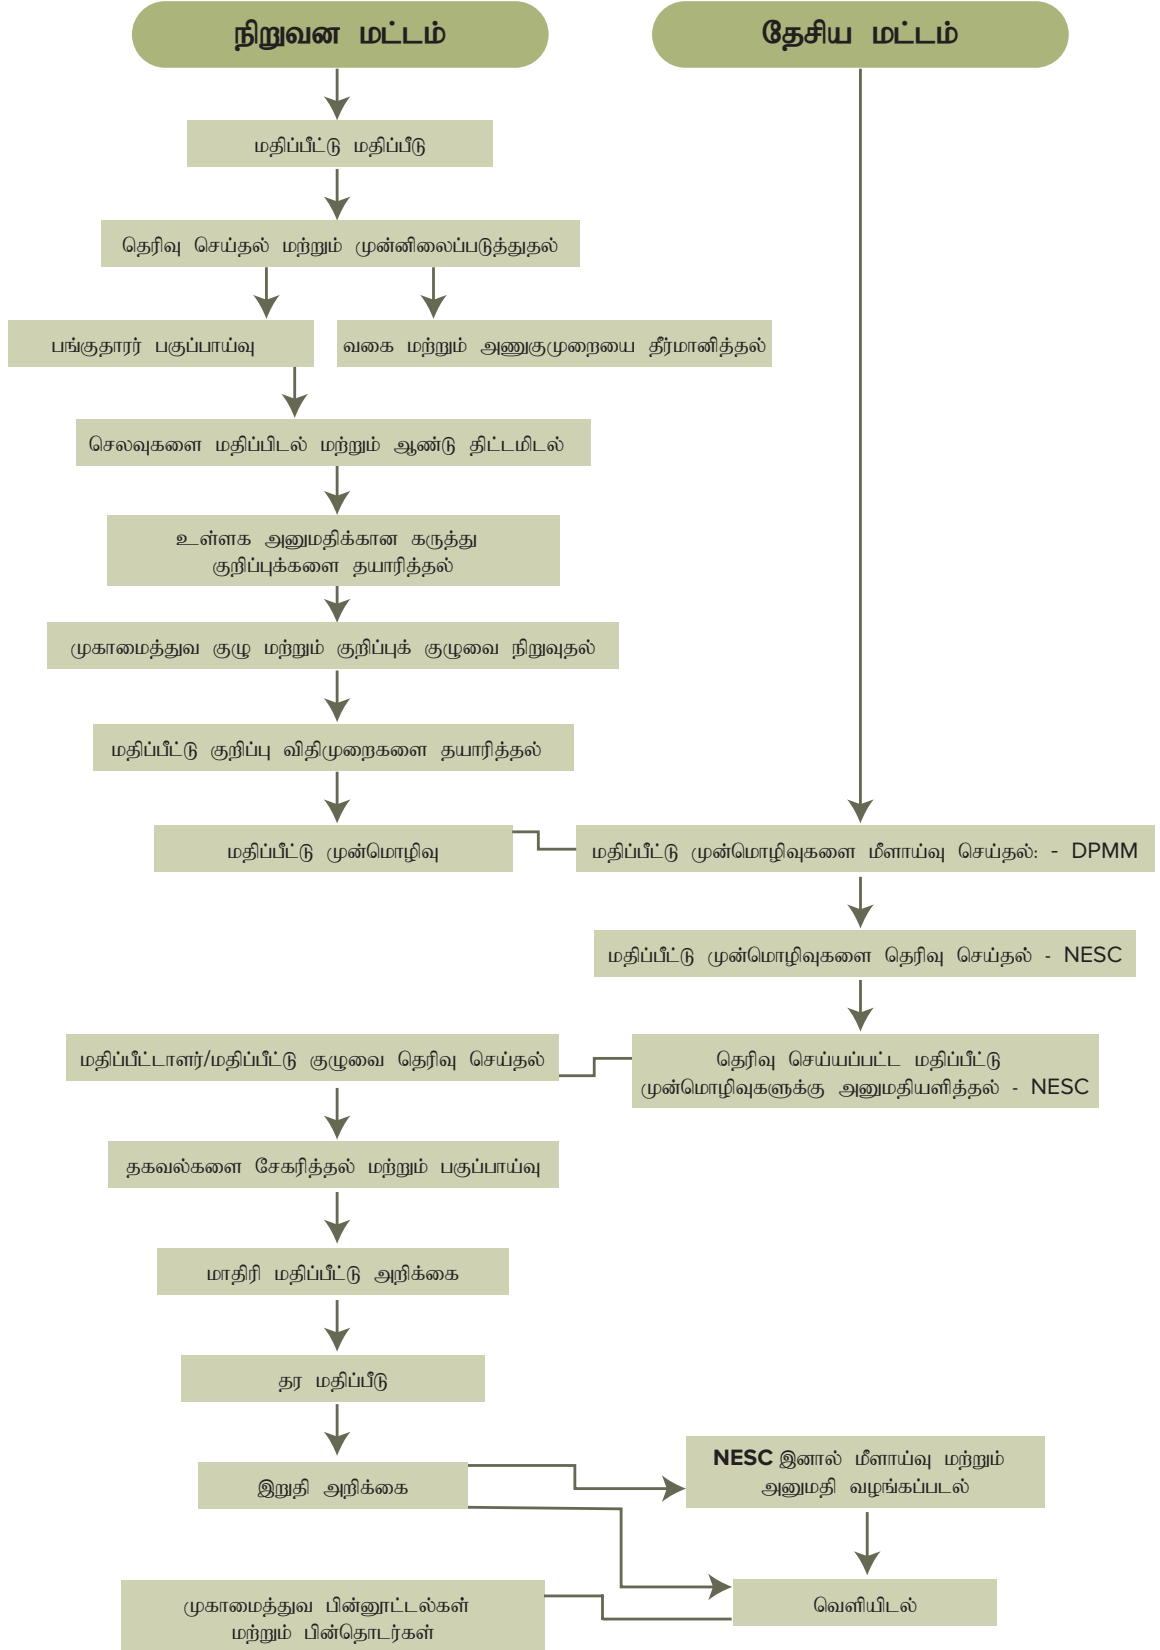 நிறுவன மட்டம்
தேசிய மட்டம்
மதிப்பீட்டு மதிப்பீடு
தெரிவு செய்தல் மற்றும் முன்னிலைப்படுத்துதல்
பங்குதாரர் பகுப்பாய்வு
வகை மற்றும் அணுகுமுறையை தீர்மானித்தல்
செலவுகளை மதிப்பிடல் மற்றும் ஆண்டு திட்டமிடல்
உள்ளக அனுமதிக்கான கருத்து
குறிப்புக்களை தயாரித்தல்
முகாமைத்துவ குழு மற்றும் குறிப்புக் குழுவை நிறுவுதல்
மதிப்பீட்டு குறிப்பு விதிமுறைகளை தயாரித்தல்
மதிப்பீட்டு முன்மொழிவு
மதிப்பீட்டு முன்மொழிவுகளை மீளாய்வு செய்தல்: - DPMM
மதிப்பீட்டு முன்மொழிவுகளை தெரிவு செய்தல் - NESC
மதிப்பீட்டாளர்/மதிப்பீட்டு குழுவை தெரிவு செய்தல்
தெரிவு செய்யப்பட்ட மதிப்பீட்டு
முன்மொழிவுகளுக்கு அனுமதியளித்தல் - NESC
தகவல்களை சேகரித்தல் மற்றும் பகுப்பாய்வு
மாதிரி மதிப்பீட்டு அறிக்கை
தர மதிப்பீடு
இறுதி அறிக்கை
NESC இனால் மீளாய்வு மற்றும்
அனுமதி வழங்கப்படல்
வெளியிடல்
முகாமைத்துவ பின்னூட்டல்கள்
மற்றும் பின்தொடர்கள்